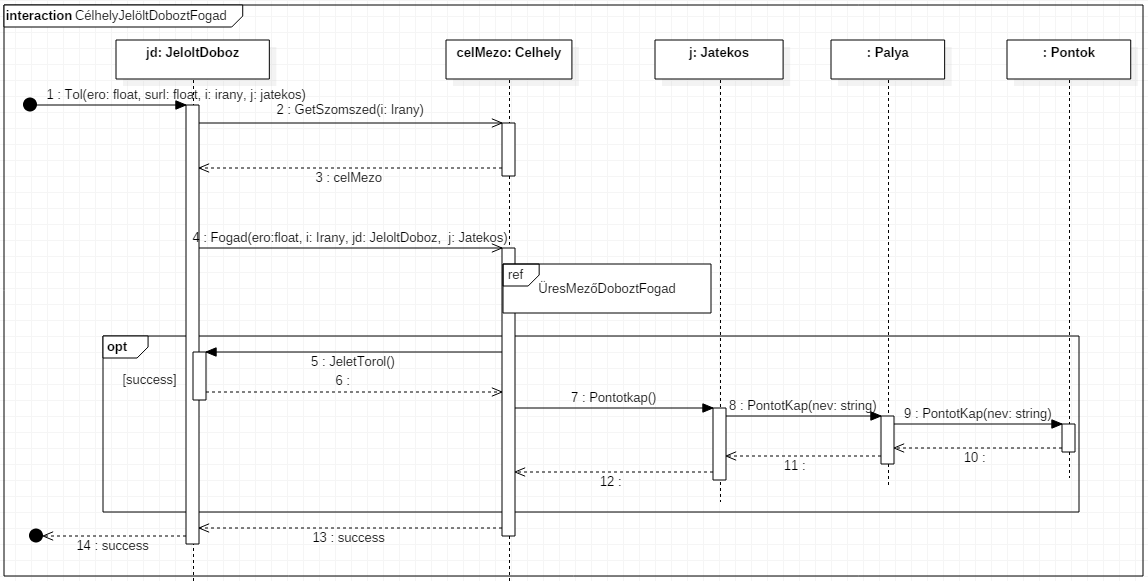 interaction CélhelyJelöltDoboztFogad
jd: JeloltDoboz
celMezo: Celhely
j: Jatekos
: Palya
: Pontok
1 : Tol(ero: float, surl: float, i: irany, j: jatekos)
2 : GetSzomszed(i: Irany)
3 : celMezo
4 : Fogad(ero:float, i: Irany, jd: JeloltDoboz, j: Jatekos)
ref
ÜresMezőDoboztFogad
opt
5 : JeletTorol()
[success]
6 :
7 : Pontotkap()
8 : PontotKap(nev: string)
9 : PontotKap(nev: string)
10 :
11 :
12 :
13 : success
14 : success